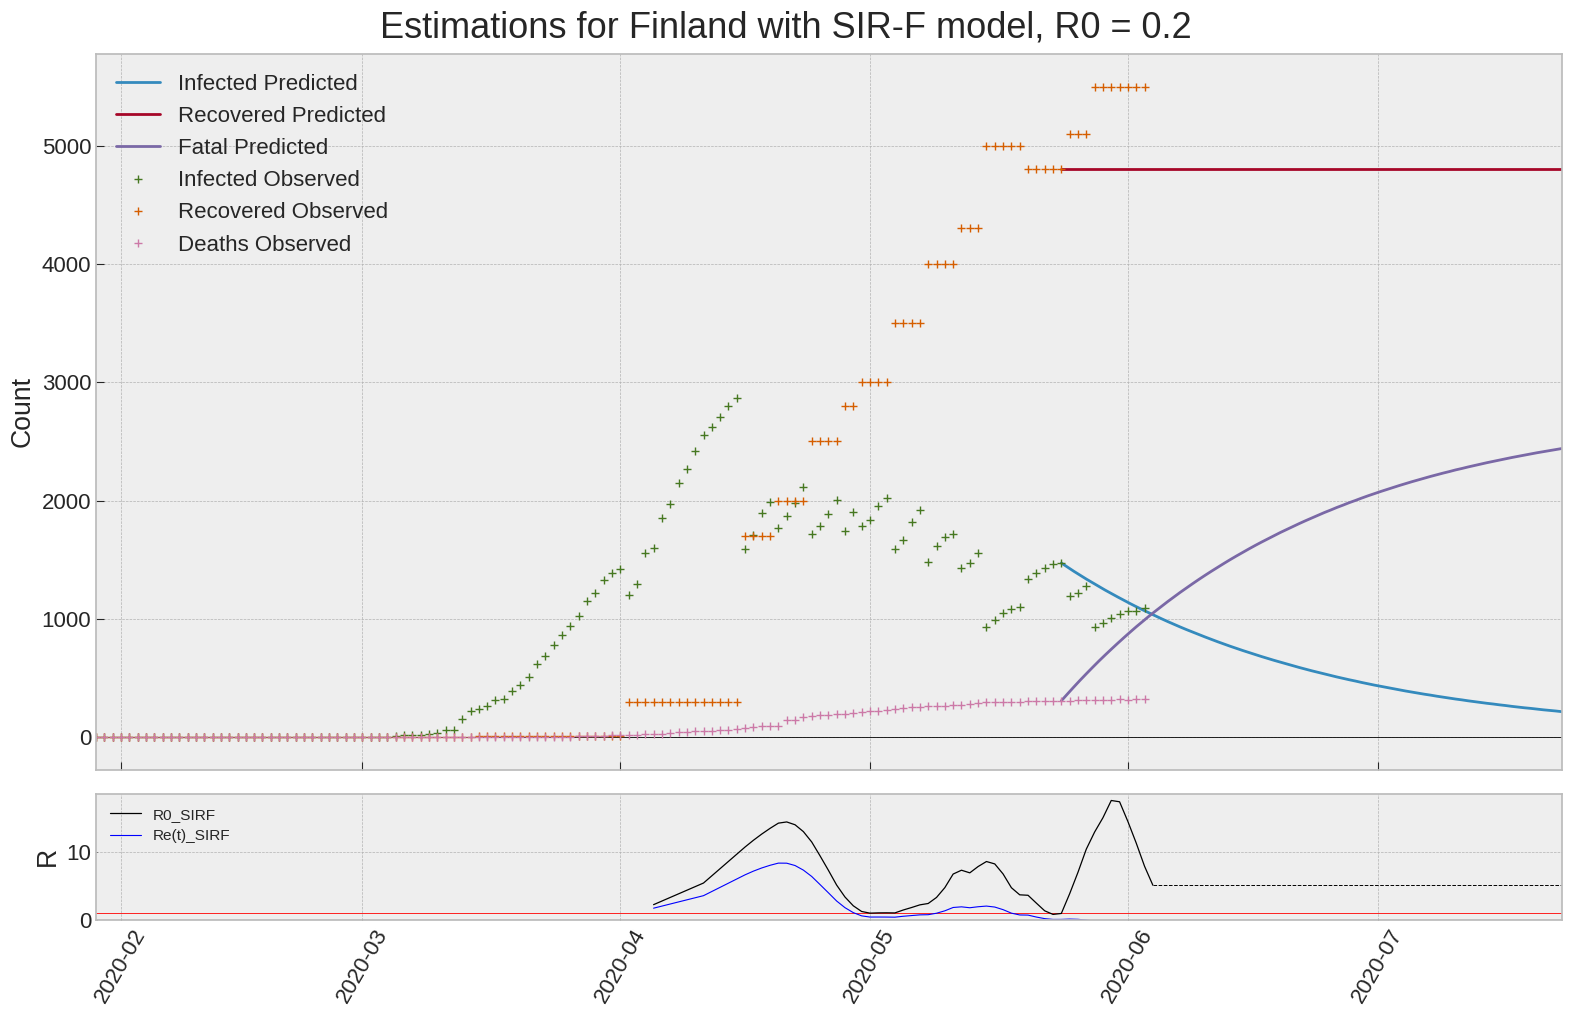 Estimations for Finland with SIR-F model, R0 = 0.2
Infected Predicted
Recovered Predicted
Fatal Predicted
Infected Observed
Recovered Observed
Deaths Observed
5000
4000
3000
2000
1000
0
Count
R0_SIRF
Re(t)_SIRF
10
0
R
2020-02
2020-03
2020-04
2020-05
2020-06
2020-07